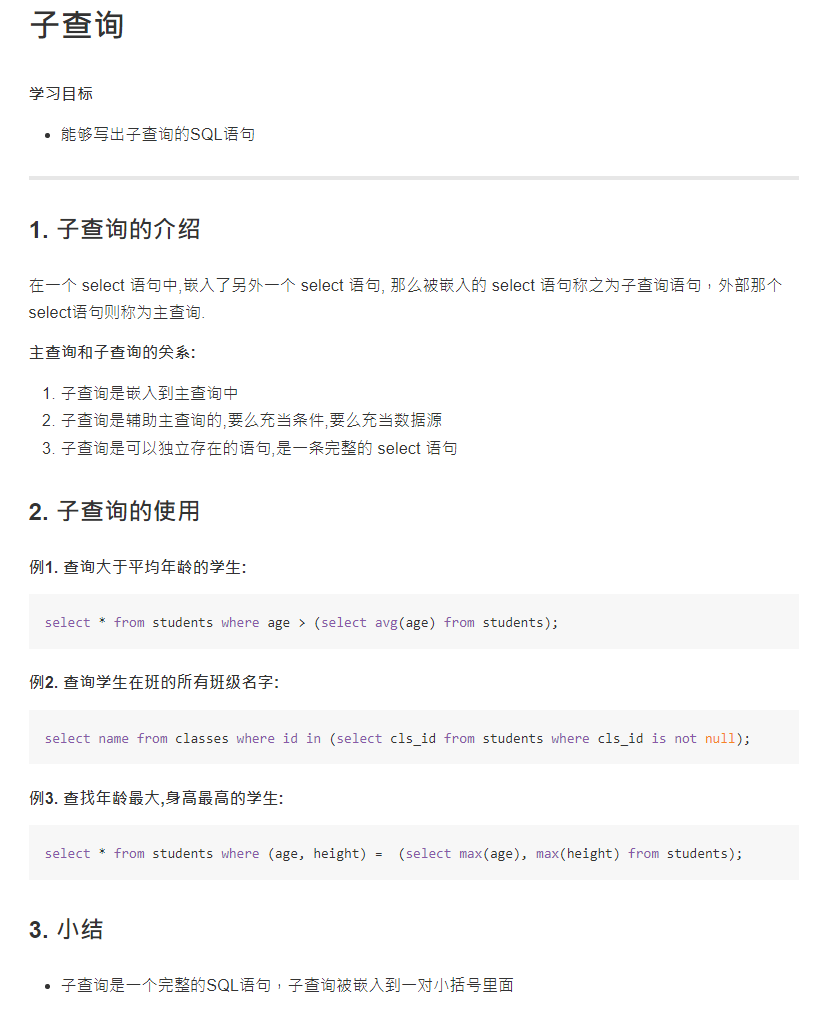 子查询
学习目标
• 能够写出子查询的SQL语句
1. 子查询的介绍
在一个 select 语句中,嵌入了另外一个 select 语句, 那么被嵌入的 select 语句称之为子查询语句，外部那个
select语句则称为主查询.
主查询和子查询的关系:
1. 子查询是嵌入到主查询中
2. 子查询是辅助主查询的,要么充当条件,要么充当数据源
3. 子查询是可以独立存在的语句,是一条完整的 select 语句
2. 子查询的使用
例1. 查询大于平均年龄的学生:
select * from students where age > (select avg(age) from students);
例2. 查询学生在班的所有班级名字:
select name from classes where id in (select cls_id from students where cls_id is not null);
例3. 查找年龄最大,身高最高的学生:
select * from students where (age, height) =  (select max(age), max(height) from students);
3. 小结
• 子查询是一个完整的SQL语句，子查询被嵌入到一对小括号里面